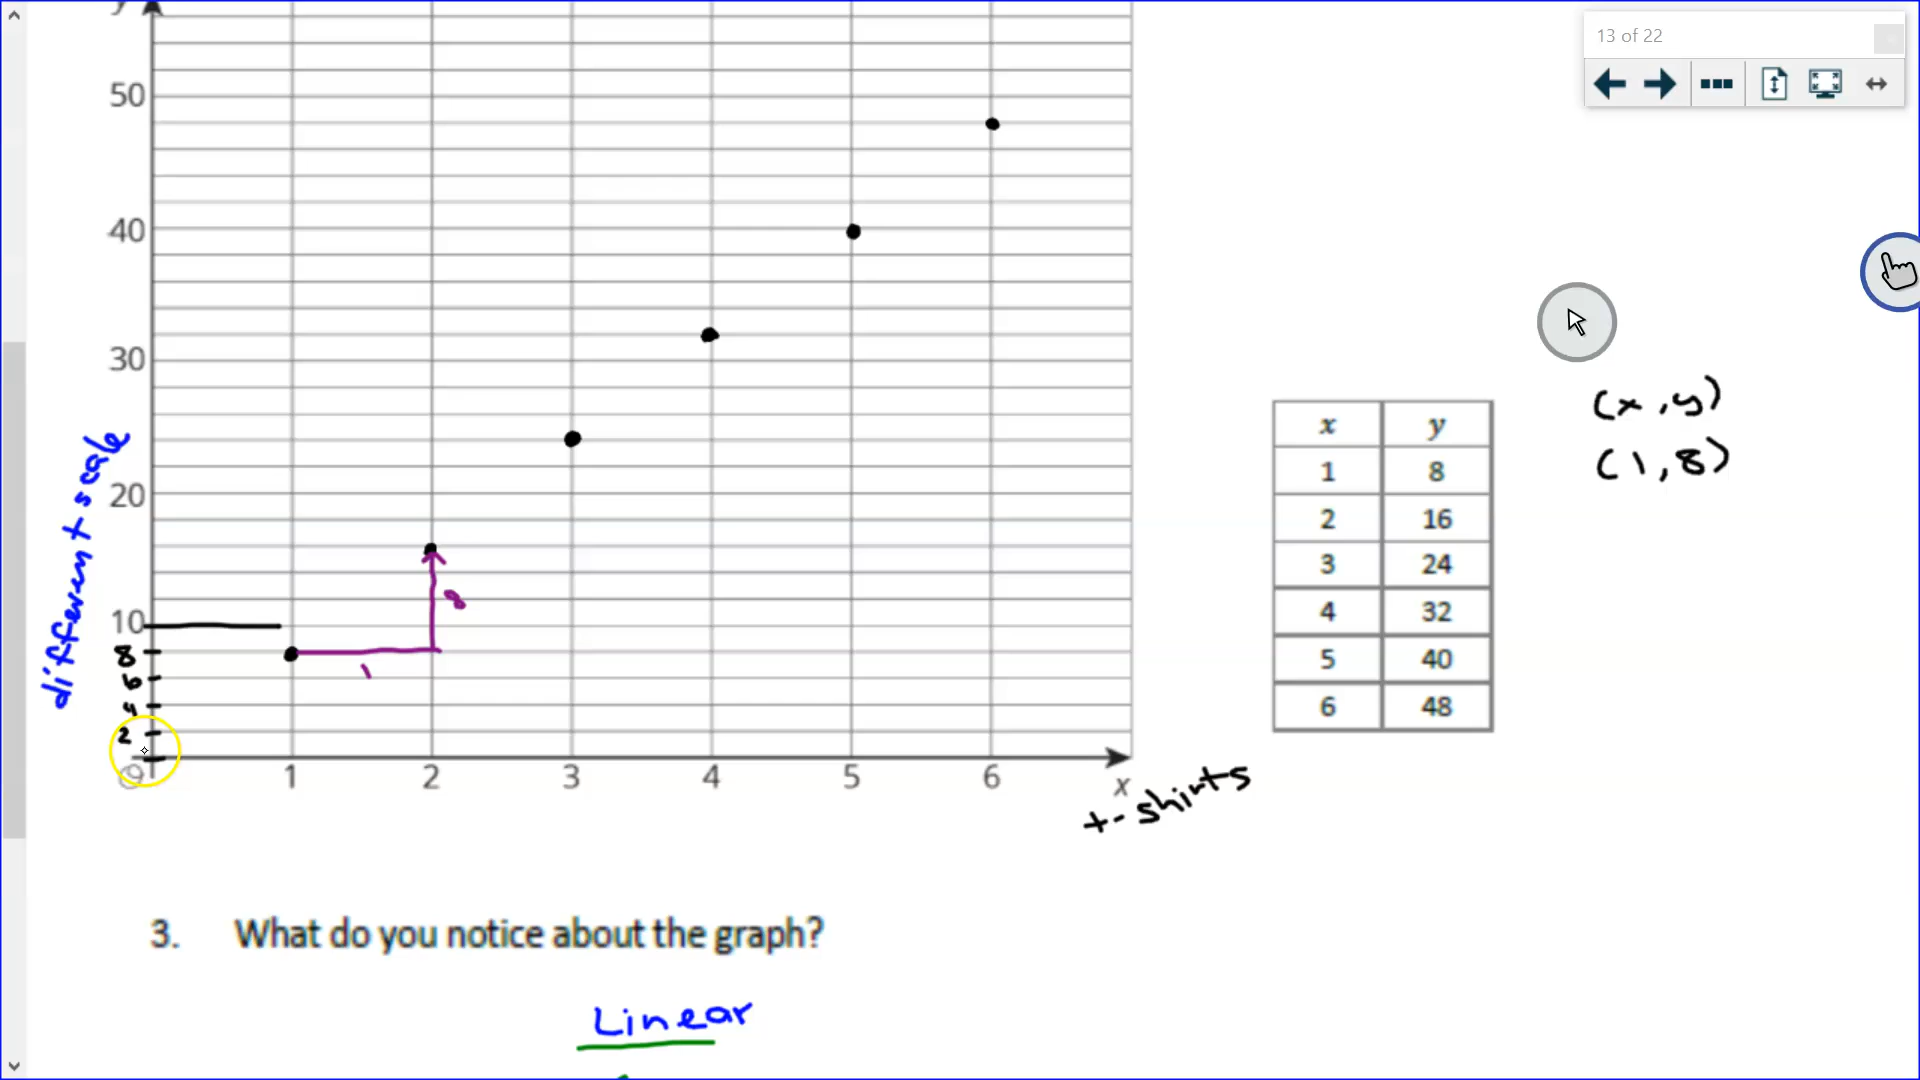 y
13 of 22
50
40
30
20
10
8
6
4
2
0
different scale
8
1
1 2 3 4 5 6 x
t-shirts
(x,y)
(1,8)
x y
1 8
2 16
3 24
4 32
5 40
6 48
3. What do you notice about the graph?
Linear